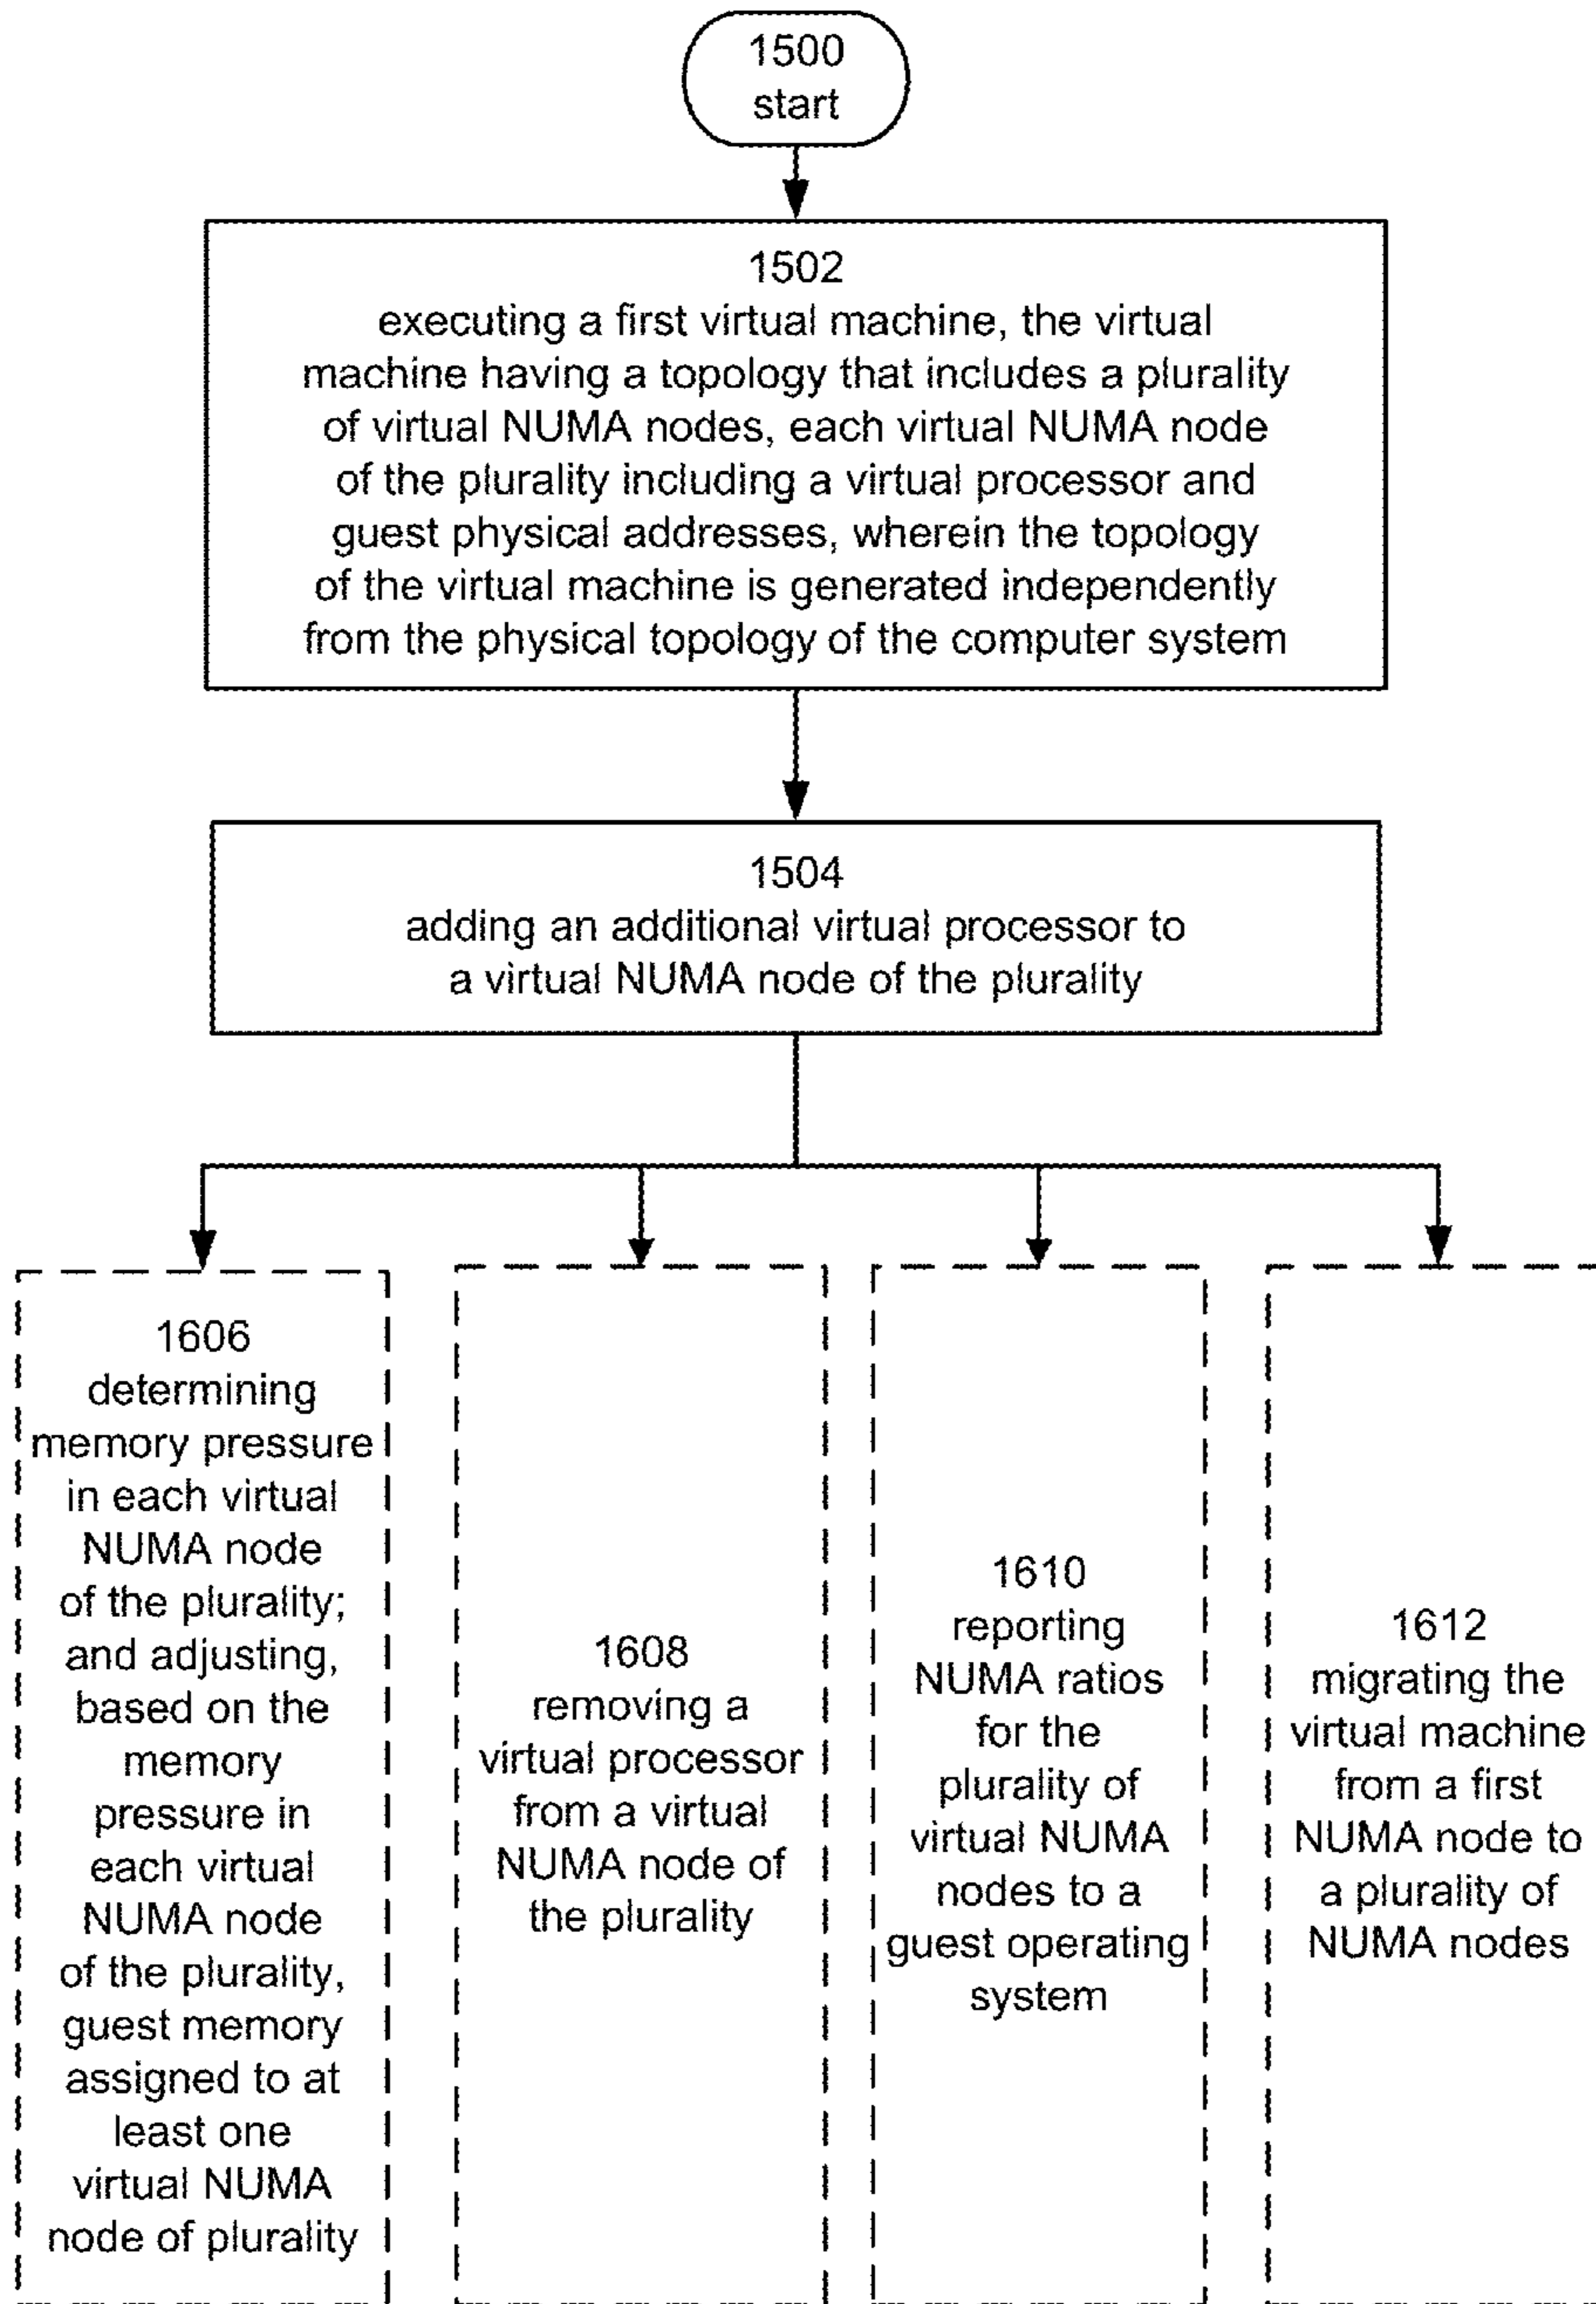 1500
start
1502
executing a first virtual machine, the virtual
machine having a topology that includes a plurality
of virtual NUMA nodes, each virtual NUMA node
of the plurality including a virtual processor and
guest physical addresses, wherein the topology
of the virtual machine is generated independently
from the physical topology of the computer system
1504
adding an additional virtual processor to
a virtual NUMA node of the plurality
1606
determining
memory pressure
in each virtual
NUMA node
of the plurality;
and adjusting,
based on the
memory
pressure in
each virtual
NUMA node
of the plurality,
guest memory
assigned to at
least one
virtual NUMA
node of plurality
1608
removing a
virtual processor
from a virtual
NUMA node of
the plurality
1610
reporting
NUMA ratios
for the
plurality of
virtual NUMA
nodes to a
guest operating
system
1612
migrating the
virtual machine
from a first
NUMA node to
a plurality of
NUMA nodes